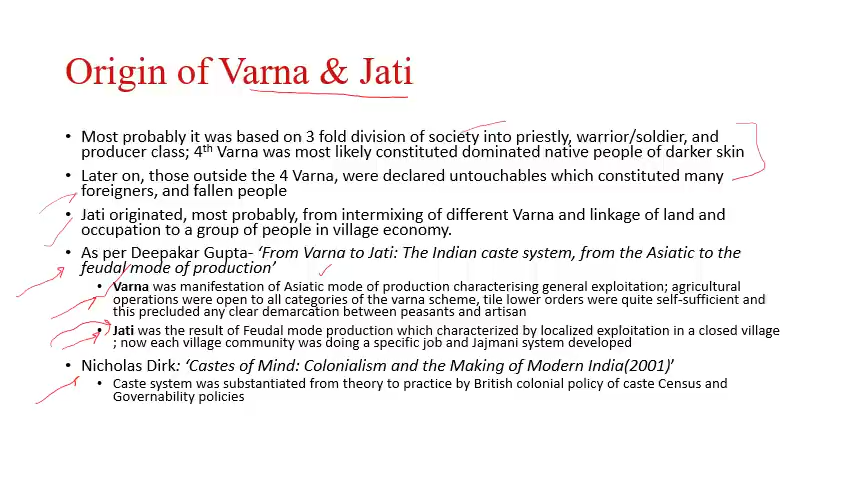 Origin of Varna & Jati
• Most probably it was based on 3 fold division of society into priestly, warrior/soldier, and
producer class; 4th Varna was most likely constituted dominated native people of darker skin
• Later on, those outside the 4 Varna, were declared untouchables which constituted many
foreigners, and fallen people
• Jati originated, most probably, from intermixing of different Varna and linkage of land and
occupation to a group of people in village economy.
• As per Deepakar Gupta- ‘From Varna to Jati: The Indian caste system, from the Asiatic to the
feudal mode of production’
• Varna was manifestation of Asiatic mode of production characterising general exploitation; agricultural
operations were open to all categories of the varna scheme, tile lower orders were quite self-sufficient and
this precluded any clear demarcation between peasants and artisan
• Jati was the result of Feudal mode production which characterized by localized exploitation in a closed village
; now each village community was doing a specific job and Jajmani system developed
• Nicholas Dirk: ‘Castes of Mind: Colonialism and the Making of Modern India(2001)’
• Caste system was substantiated from theory to practice by British colonial policy of caste Census and
Governability policies